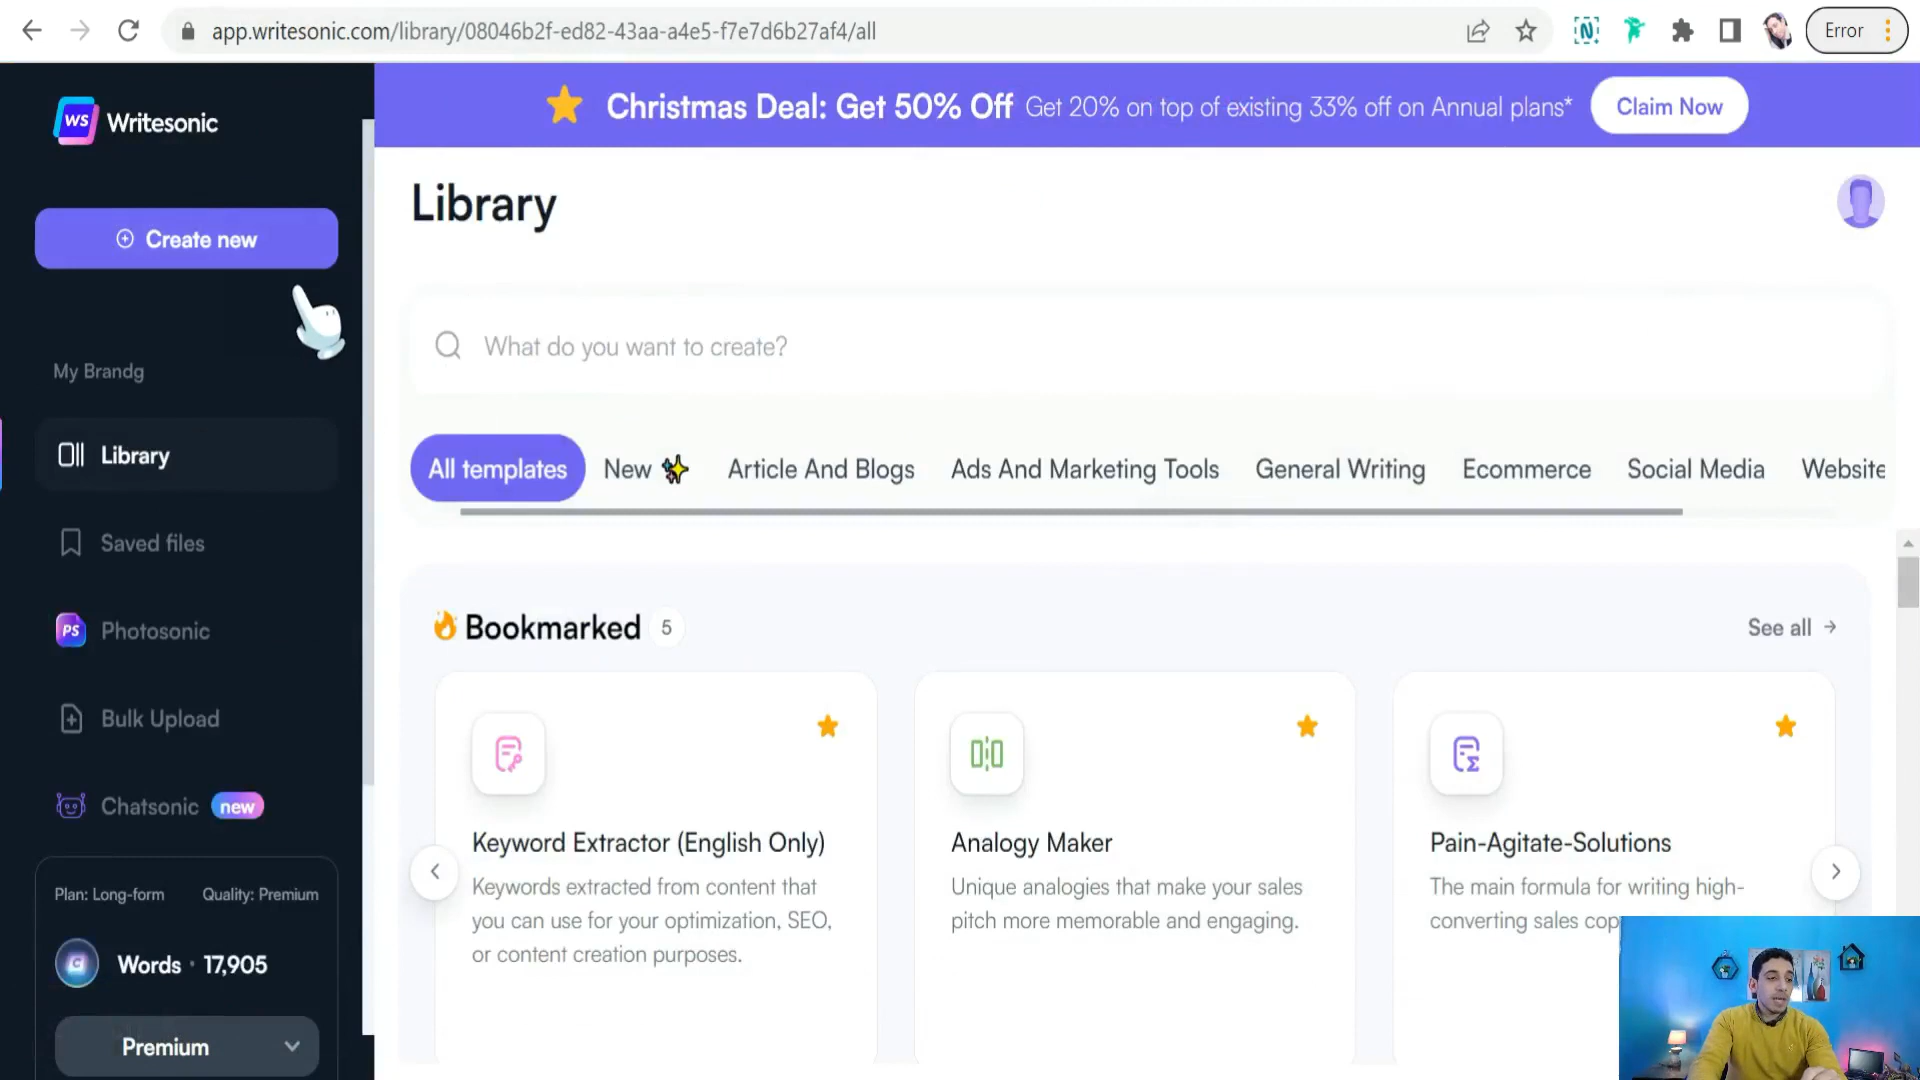 app.writesonic.com/library/08046b2f-ed82-43aa-a4e5-f7e7d6b27af4/all
Error
WS Writesonic
Christmas Deal: Get 50% Off Get 20% on top of existing 33% off on Annual plans* Claim Now
Create new
My Brandg
Library
Saved files
PS Photosonic
Bulk Upload
Chatsonic new
Plan: Long-form Quality: Premium
Words · 17,905
Premium
Library
What do you want to create?
All templates New Article And Blogs Ads And Marketing Tools General Writing Ecommerce Social Media Website
Bookmarked 5 See all
Keyword Extractor (English Only)
Keywords extracted from content that
you can use for your optimization, SEO,
or content creation purposes.
Analogy Maker
Unique analogies that make your sales
pitch more memorable and engaging.
Pain-Agitate-Solutions
The main formula for writing high-
converting sales cop